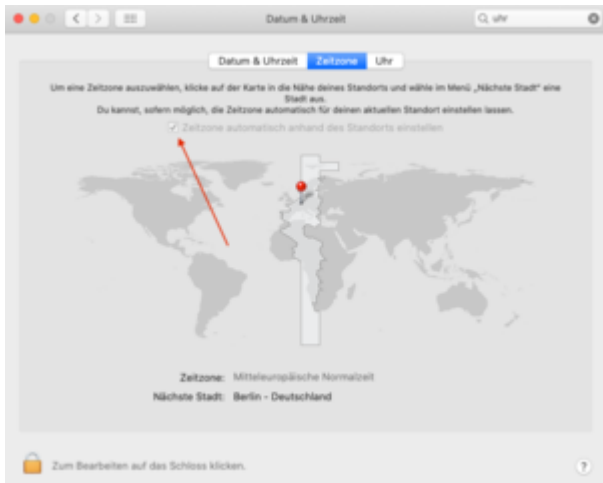 Datum & Uhrzeit
uhr
Datum & Uhrzeit
Zeitzone
Uhr
Um eine Zeitzone auszuwählen, klicke auf der Karte in die Nähe deines Standorts und wähle im Menü „Nächste Stadt“ eine
Stadt aus.
Du kannst, sofern möglich, die Zeitzone automatisch für deinen aktuellen Standort einstellen lassen.
Zeitzone automatisch anhand des Standorts einstellen
Zeitzone: Mitteleuropäische Normalzeit
Nächste Stadt: Berlin - Deutschland
Zum Bearbeiten auf das Schloss klicken.
?